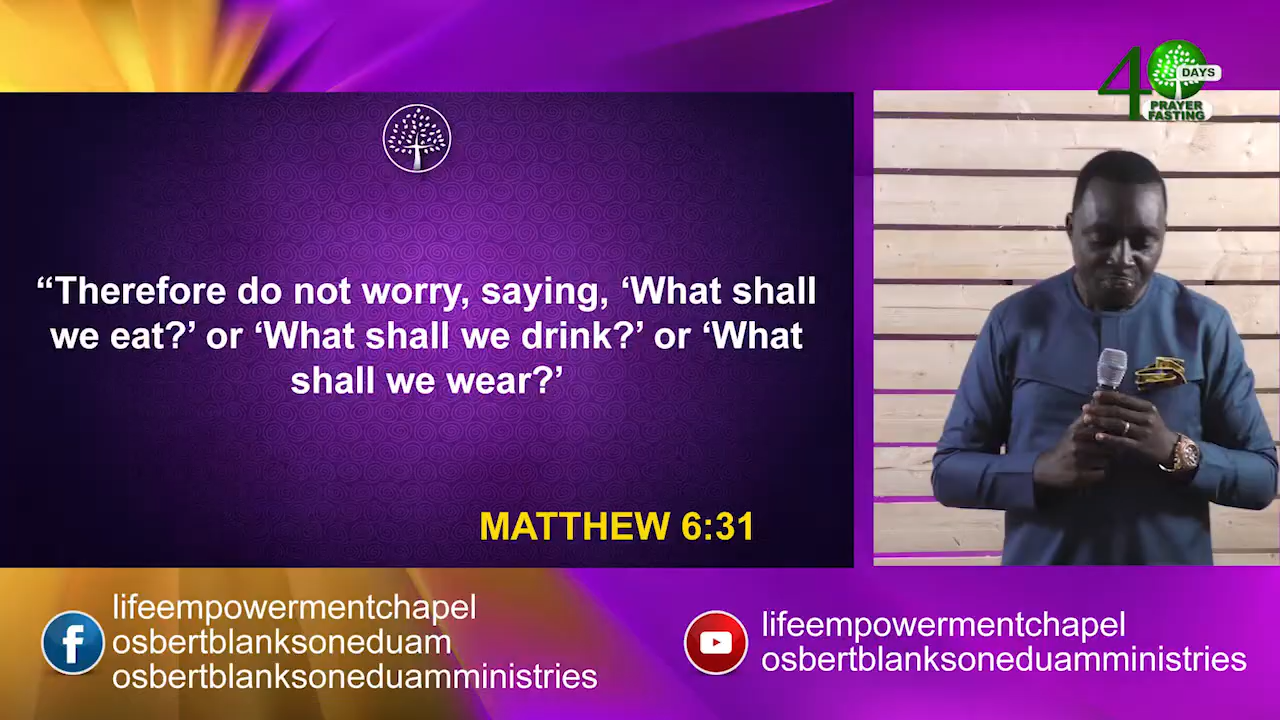 40 DAYS
PRAYER
FASTING
“Therefore do not worry, saying, ‘What shall
we eat?’ or ‘What shall we drink?’ or ‘What
shall we wear?’
MATTHEW 6:31
lifeempowermentchapel
osbertblanksoneduam
osbertblanksoneduamministries
lifeempowermentchapel
osbertblanksoneduamministries